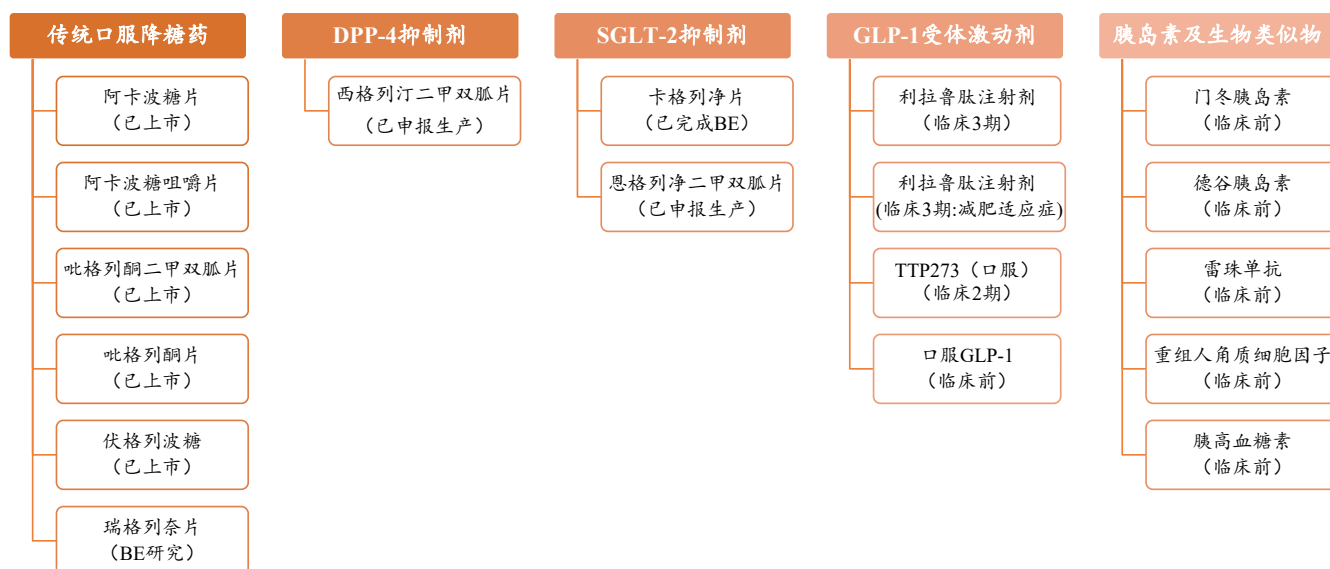 传统口服降糖药
阿卡波糖片
（已上市）
阿卡波糖咀嚼片
（已上市）
吡格列酮二甲双胍片
（已上市）
吡格列酮片
（已上市）
伏格列波糖
（已上市）
瑞格列奈片
（BE研究）
DPP-4抑制剂
西格列汀二甲双胍片
（已申报生产）
SGLT-2抑制剂
卡格列净片
（已完成BE）
恩格列净二甲双胍片
（已申报生产）
GLP-1受体激动剂
利拉鲁肽注射剂
（临床3期）
利拉鲁肽注射剂
(临床3期:减肥适应症)
TTP273（口服）
（临床2期）
口服GLP-1
（临床前）
胰岛素及生物类似物
门冬胰岛素
（临床前）
德谷胰岛素
（临床前）
雷珠单抗
（临床前）
重组人角质细胞因子
（临床前）
胰高血糖素
（临床前）